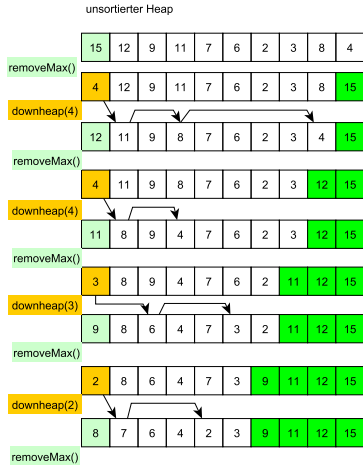 unsortierter Heap
15 12 9 11 7 6 2 3 8 4
removeMax()
4 12 9 11 7 6 2 3 8 15
downheap(4)
12 11 9 8 7 6 2 3 4 15
removeMax()
4 11 9 8 7 6 2 3 12 15
downheap(4)
11 8 9 4 7 6 2 3 12 15
removeMax()
3 8 9 4 7 6 2 11 12 15
downheap(3)
9 8 6 4 7 3 2 11 12 15
removeMax()
2 8 6 4 7 3 9 11 12 15
downheap(2)
8 7 6 4 2 3 9 11 12 15
removeMax()